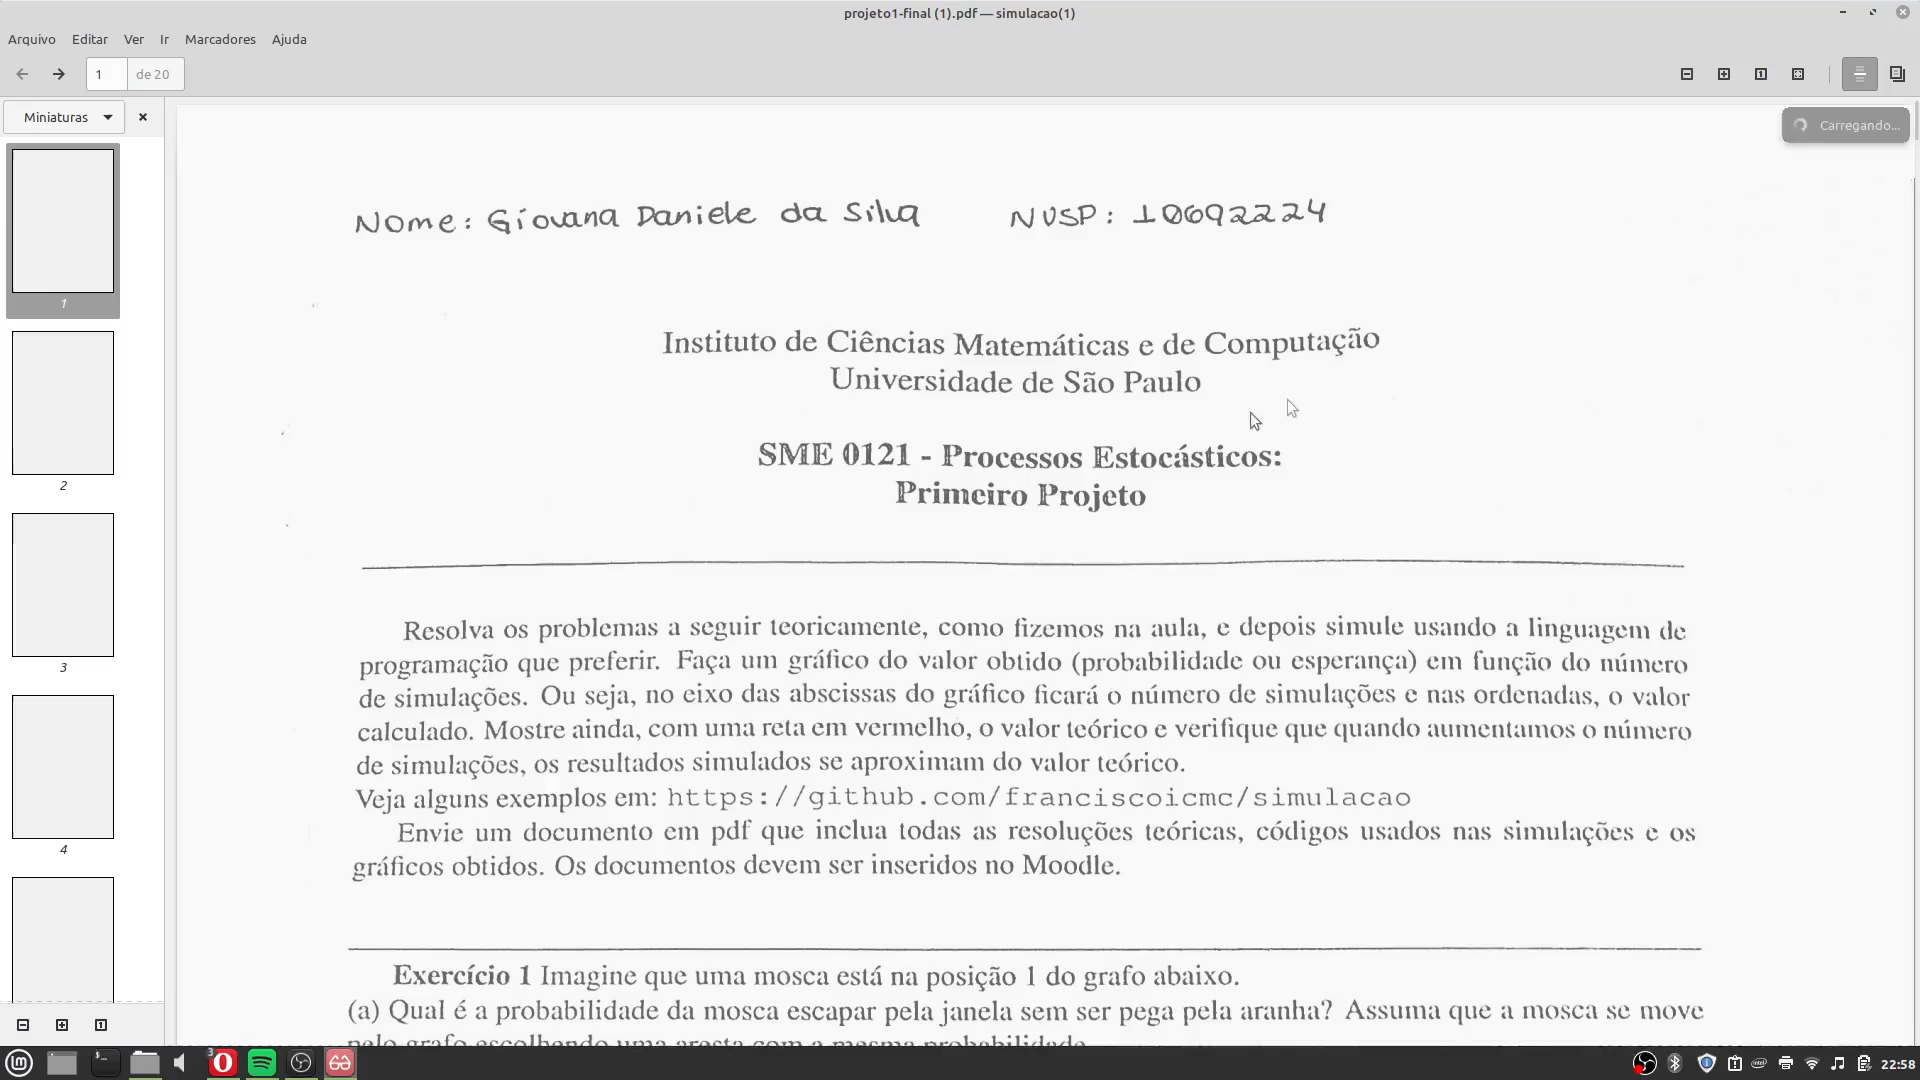 projeto1-final (1).pdf — simulacao(1)
Arquivo Editar Ver Ir Marcadores Ajuda
1 de 20
Miniaturas
Carregando...
1
2
3
4
Nome: Giovana Daniele da Silva NUSP: 10692224
Instituto de Ciências Matemáticas e de Computação
Universidade de São Paulo
SME 0121 - Processos Estocásticos:
Primeiro Projeto
Resolva os problemas a seguir teoricamente, como fizemos na aula, e depois simule usando a linguagem de
programação que preferir. Faça um gráfico do valor obtido (probabilidade ou esperança) em função do número
de simulações. Ou seja, no eixo das abscissas do gráfico ficará o número de simulações e nas ordenadas, o valor
calculado. Mostre ainda, com uma reta em vermelho, o valor teórico e verifique que quando aumentamos o número
de simulações, os resultados simulados se aproximam do valor teórico.
Veja alguns exemplos em: https://github.com/franciscoicmc/simulacao
Envie um documento em pdf que inclua todas as resoluções teóricas, códigos usados nas simulações e os
gráficos obtidos. Os documentos devem ser inseridos no Moodle.
Exercício 1 Imagine que uma mosca está na posição 1 do grafo abaixo.
(a) Qual é a probabilidade da mosca escapar pela janela sem ser pega pela aranha? Assuma que a mosca se move
pelo grafo escolhendo uma aresta com a mesma probabilidade
3
22:58